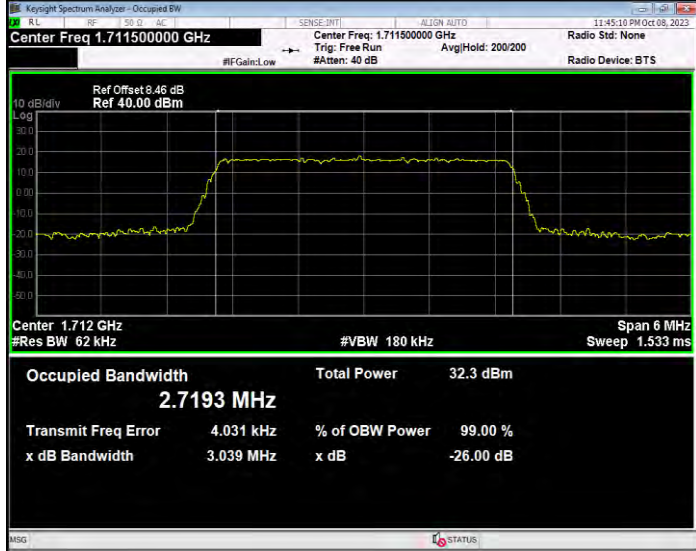 Keysight Spectrum Analyzer - Occupied BW
RL RF 50 Ω AC SENSE:INT ALIGN AUTO 11:45:10 PM Oct 08, 2023
Center Freq 1.711500000 GHz Center Freq: 1.711500000 GHz Radio Std: None
Trig: Free Run Avg|Hold: 200/200
#IFGain:Low #Atten: 40 dB Radio Device: BTS
Ref Offset 8.46 dB
10 dB/div Ref 40.00 dBm
Log
30.0
20.0
10.0
0.00
-10.0
-20.0
-30.0
-40.0
-50.0
Center 1.712 GHz Span 6 MHz
#Res BW 62 kHz #VBW 180 kHz Sweep 1.533 ms
Occupied Bandwidth Total Power 32.3 dBm
2.7193 MHz
Transmit Freq Error 4.031 kHz % of OBW Power 99.00 %
x dB Bandwidth 3.039 MHz x dB -26.00 dB
MSG STATUS